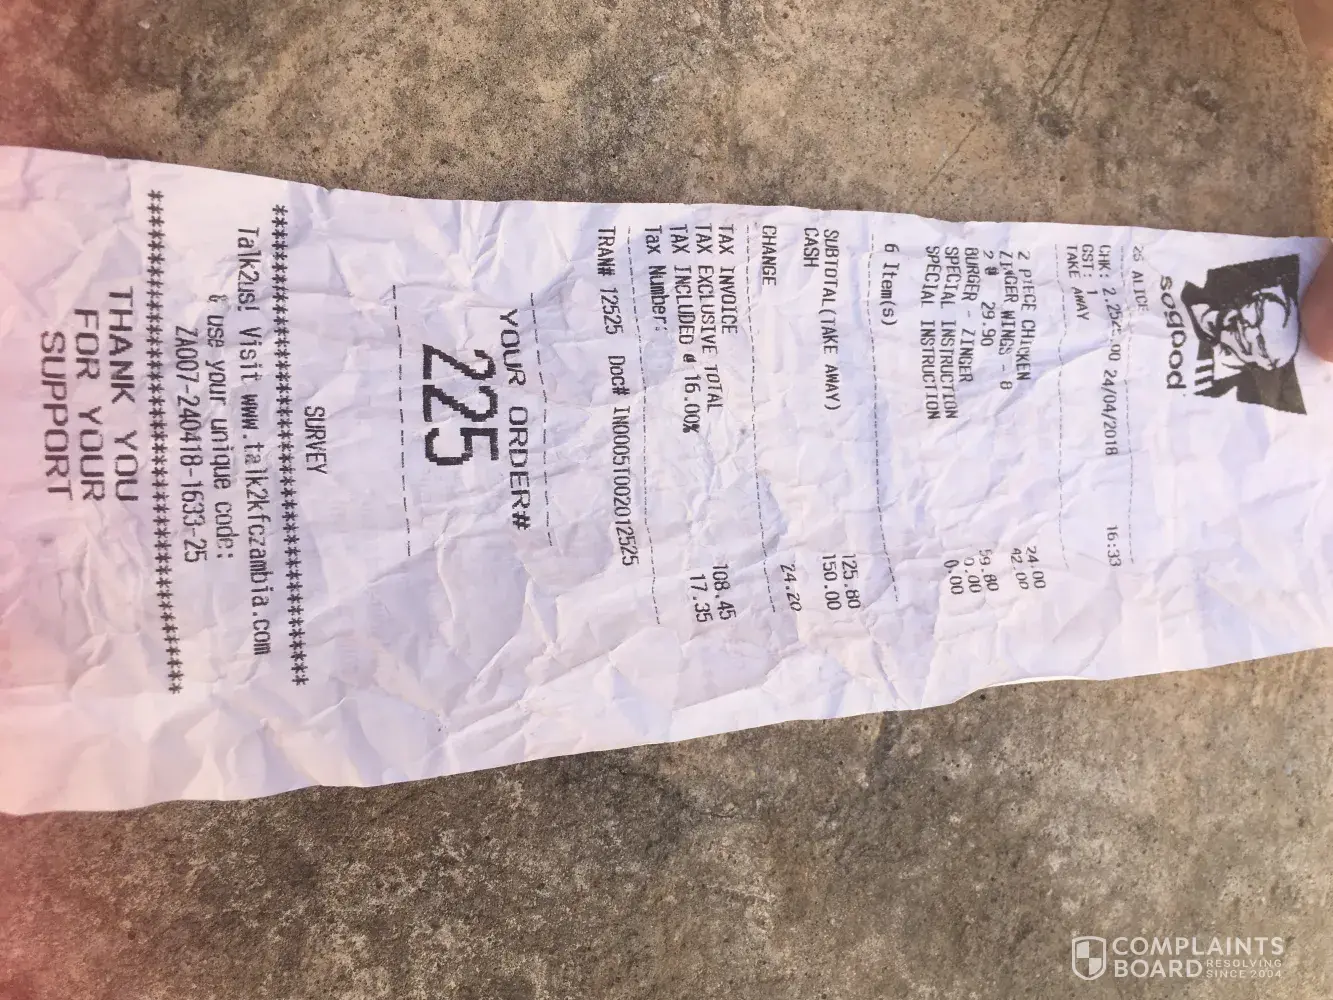 sogood
25 ALICE
CHK: 2.25 :00 24/04/2018 16:33
GST: 1
TAKE AWAY
2 PIECE CHICKEN 24.00
ZINGER WINGS - 8 42.00
2 @ 29.90
BURGER - ZINGER 59.80
SPECIAL INSTRUCTION 0.00
SPECIAL INSTRUCTION 0.00
6 Item(s)
SUBTOTAL(TAKE AWAY) 125.80
CASH 150.00
CHANGE 24.20
TAX INVOICE
TAX EXCLUSIVE TOTAL 108.45
TAX INCLUDED @ 16.00% 17.35
Tax Number:
TRAN# 12525 Doc# IN0005T002012525
YOUR ORDER#
225
SURVEY
********************************************
Talk2us! Visit www.talk2kfczambia.com
& use your unique code:
ZA007-240418-1633-25
********************************************
THANK YOU
FOR YOUR
SUPPORT
COMPLAINTS
BOARD RESOLVING SINCE 2004